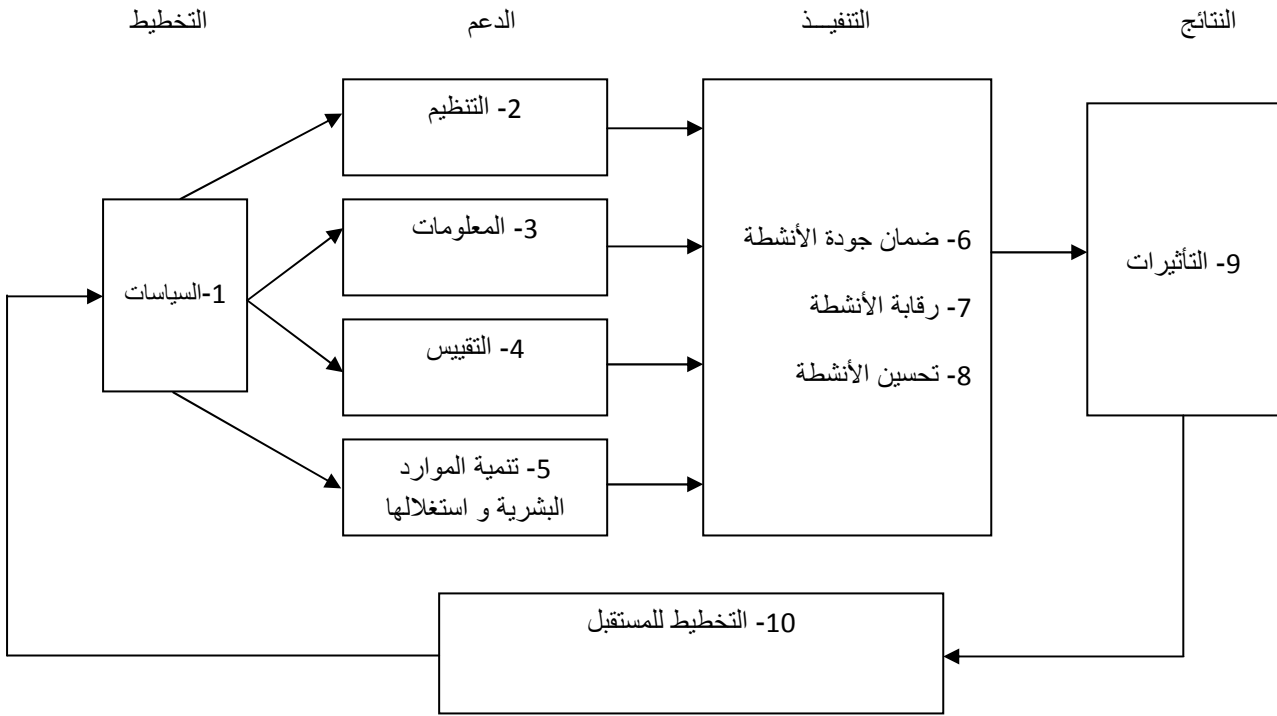 التخطيط
الدعم
التنفيــذ
النتائج
1-السياسات
2- التنظيم
3- المعلومات
4- التقييس
5- تنمية الموارد
البشرية و استغلالها
6- ضمان جودة الأنشطة
7- رقابة الأنشطة
8- تحسين الأنشطة
9- التأثيرات
10- التخطيط للمستقبل